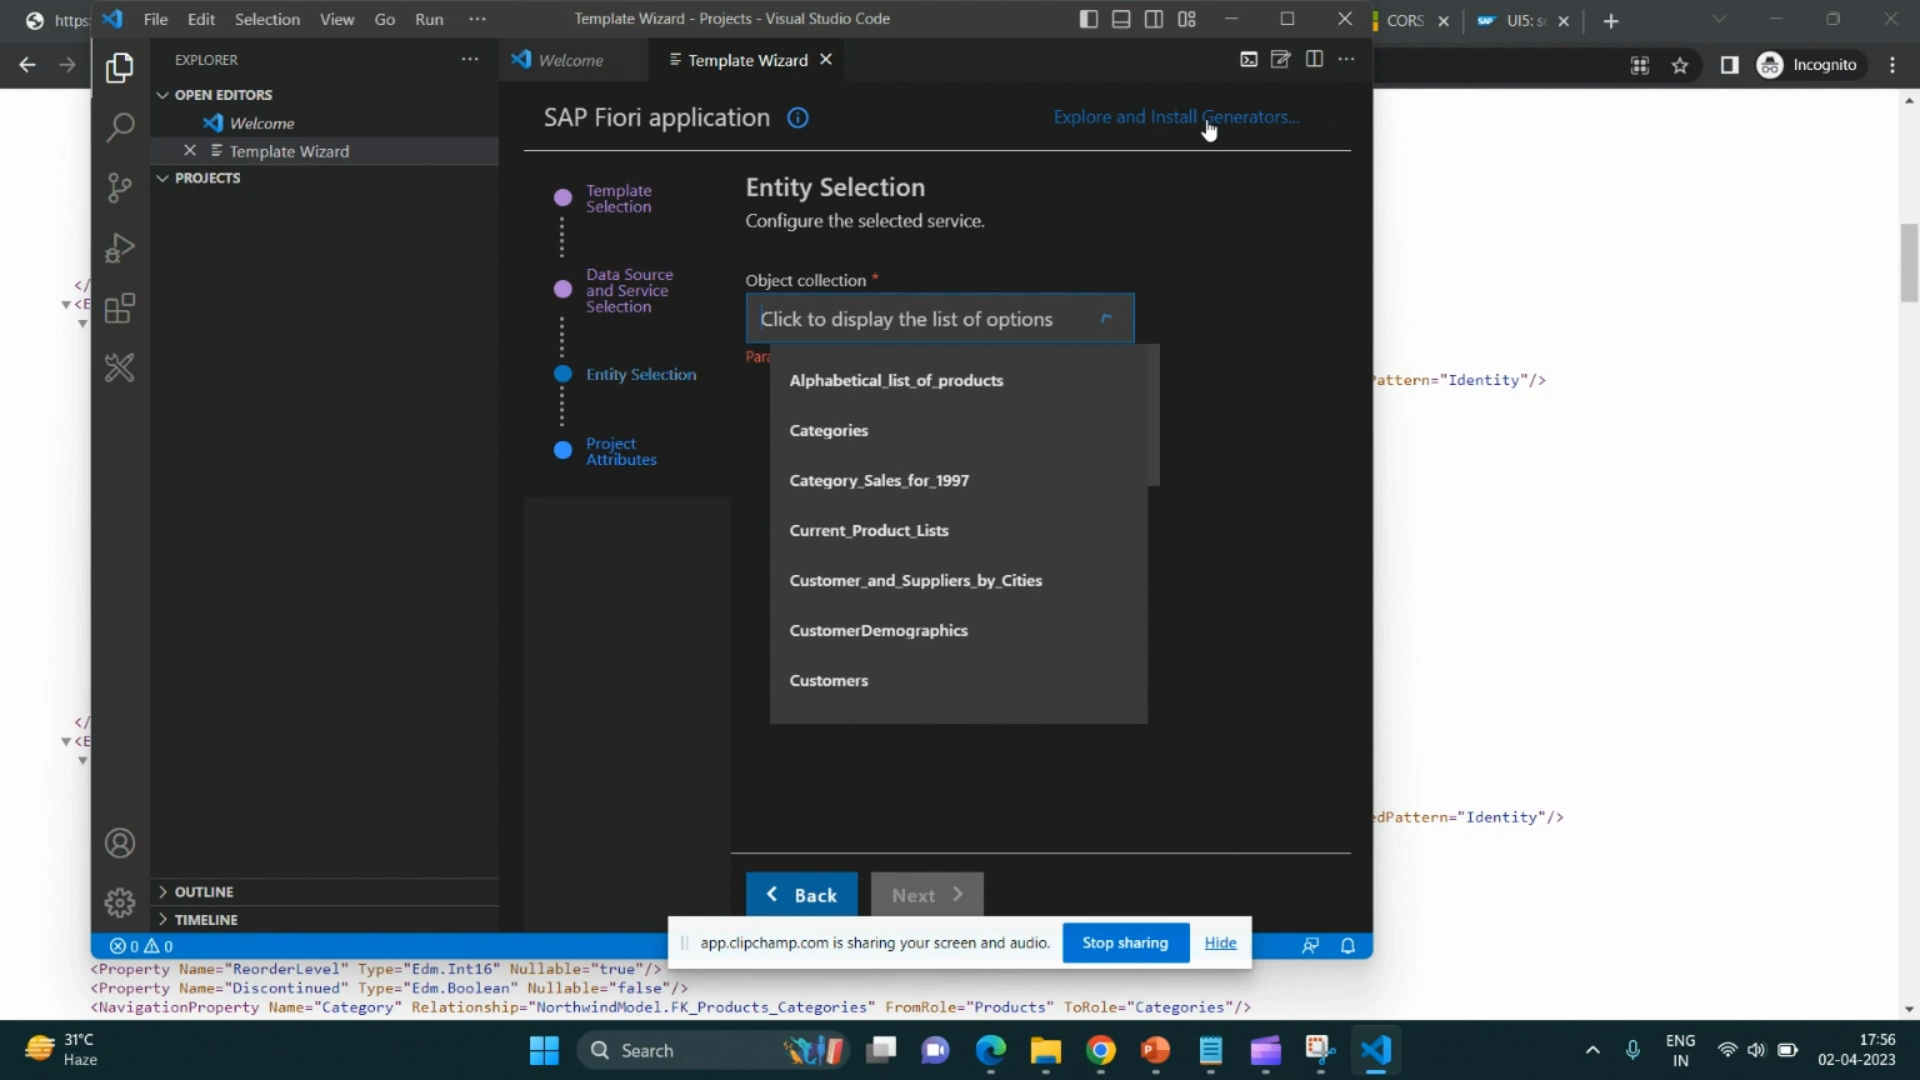 https
File Edit Selection View Go Run ···
Template Wizard - Projects - Visual Studio Code
CORS
UI5: s
Incognito
EXPLORER
Welcome
Template Wizard
OPEN EDITORS
Welcome
Template Wizard
PROJECTS
SAP Fiori application
Explore and Install Generators...
Template
Selection
Data Source
and Service
Selection
Entity Selection
Project
Attributes
Entity Selection
Configure the selected service.
Object collection *
Click to display the list of options
Para
Alphabetical_list_of_products
Categories
Category_Sales_for_1997
Current_Product_Lists
Customer_and_Suppliers_by_Cities
CustomerDemographics
Customers
</
<E
Pattern="Identity"/>
</
<E
edPattern="Identity"/>
Back
Next
OUTLINE
TIMELINE
0 0
app.clipchamp.com is sharing your screen and audio. Stop sharing Hide
<Property Name="ReorderLevel" Type="Edm.Int16" Nullable="true"/>
<Property Name="Discontinued" Type="Edm.Boolean" Nullable="false"/>
<NavigationProperty Name="Category" Relationship="NorthwindModel.FK_Products_Categories" FromRole="Products" ToRole="Categories"/>
31°C
Haze
Search
ENG
IN
17:56
02-04-2023